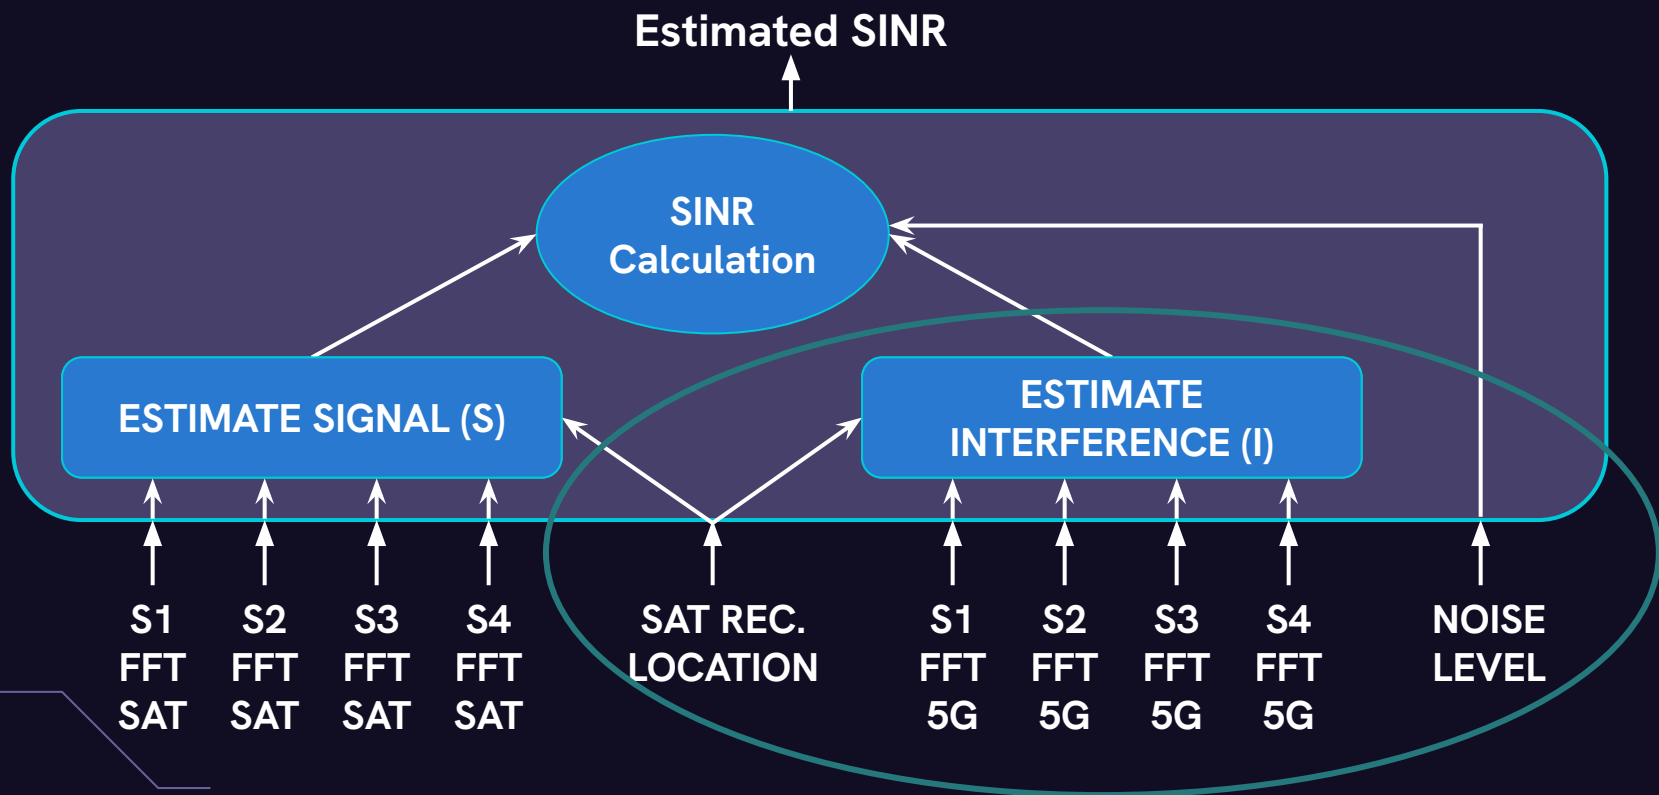 Estimated SINR
SINR
Calculation
ESTIMATE SIGNAL (S)
ESTIMATE
INTERFERENCE (I)
S1
FFT
SAT
S2
FFT
SAT
S3
FFT
SAT
S4
FFT
SAT
SAT REC.
LOCATION
S1
FFT
5G
S2
FFT
5G
S3
FFT
5G
S4
FFT
5G
NOISE
LEVEL